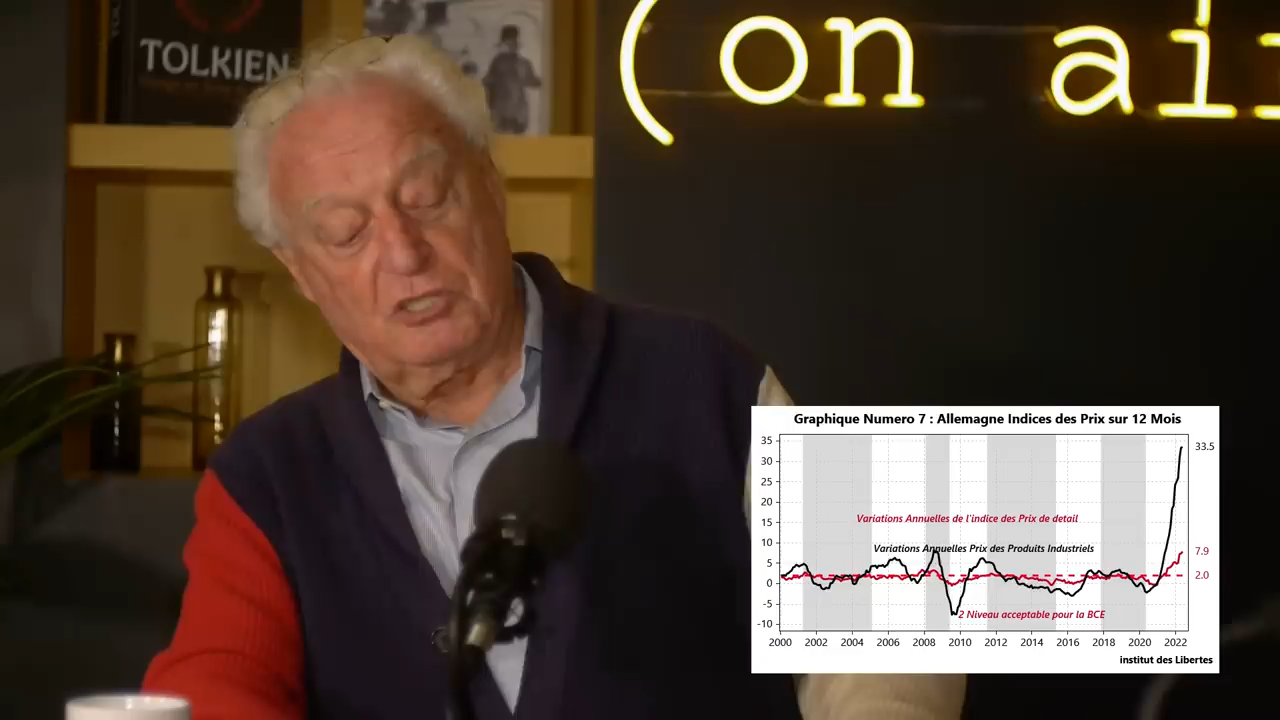 TOLKIEN
(on ai
Graphique Numero 7 : Allemagne Indices des Prix sur 12 Mois
35
30
25
20
15
10
5
0
-5
-10
33.5
7.9
2.0
Variations Annuelles de l'indice des Prix de detail
Variations Annuelles Prix des Produits Industriels
2 Niveau acceptable pour la BCE
2000 2002 2004 2006 2008 2010 2012 2014 2016 2018 2020 2022
institut des Libertes